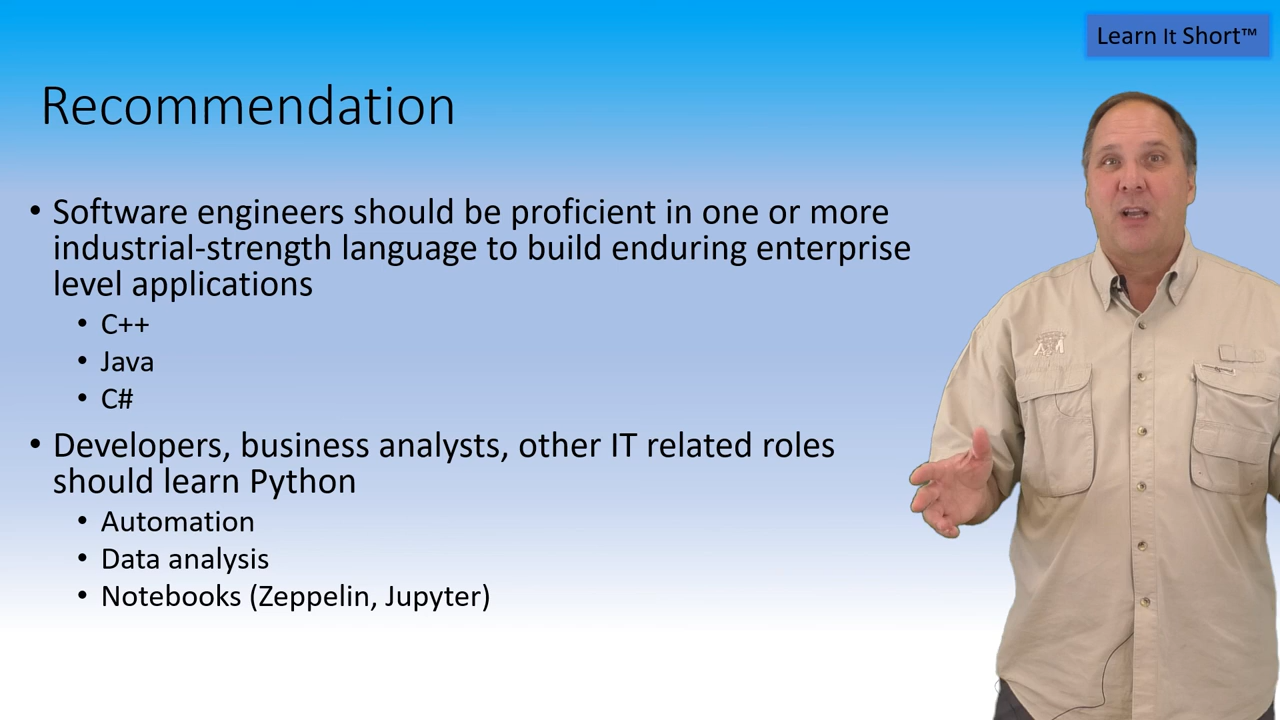 Learn It Short™
Recommendation
• Software engineers should be proficient in one or more
industrial-strength language to build enduring enterprise
level applications
• C++
• Java
• C#
• Developers, business analysts, other IT related roles
should learn Python
• Automation
• Data analysis
• Notebooks (Zeppelin, Jupyter)